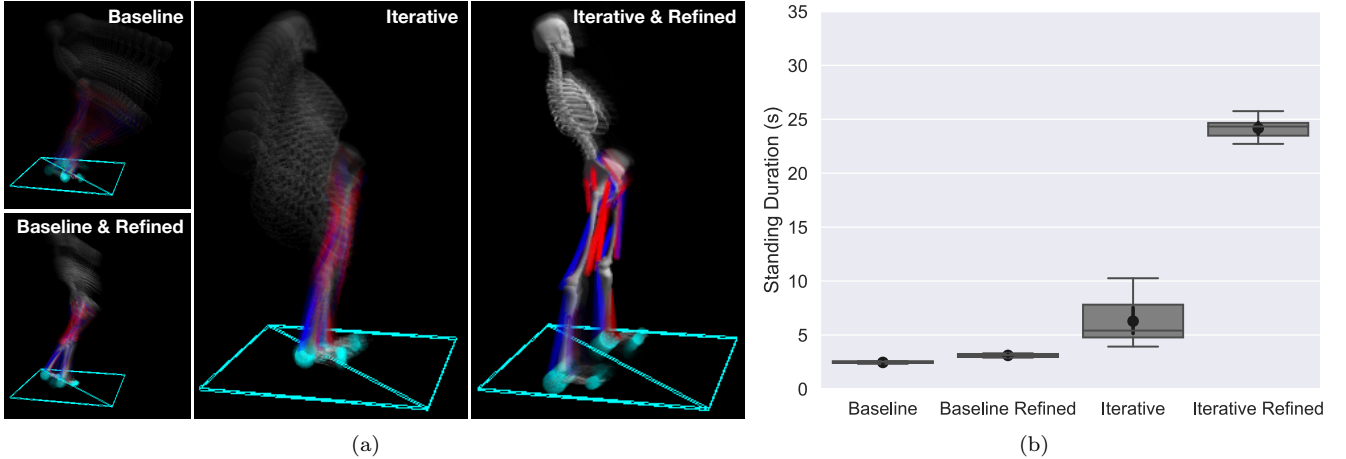 Baseline
Iterative
Iterative & Refined
Baseline & Refined
(a)
35
30
25
20
15
10
5
0
Standing Duration (s)
Baseline
Baseline Refined
Iterative
Iterative Refined
(b)